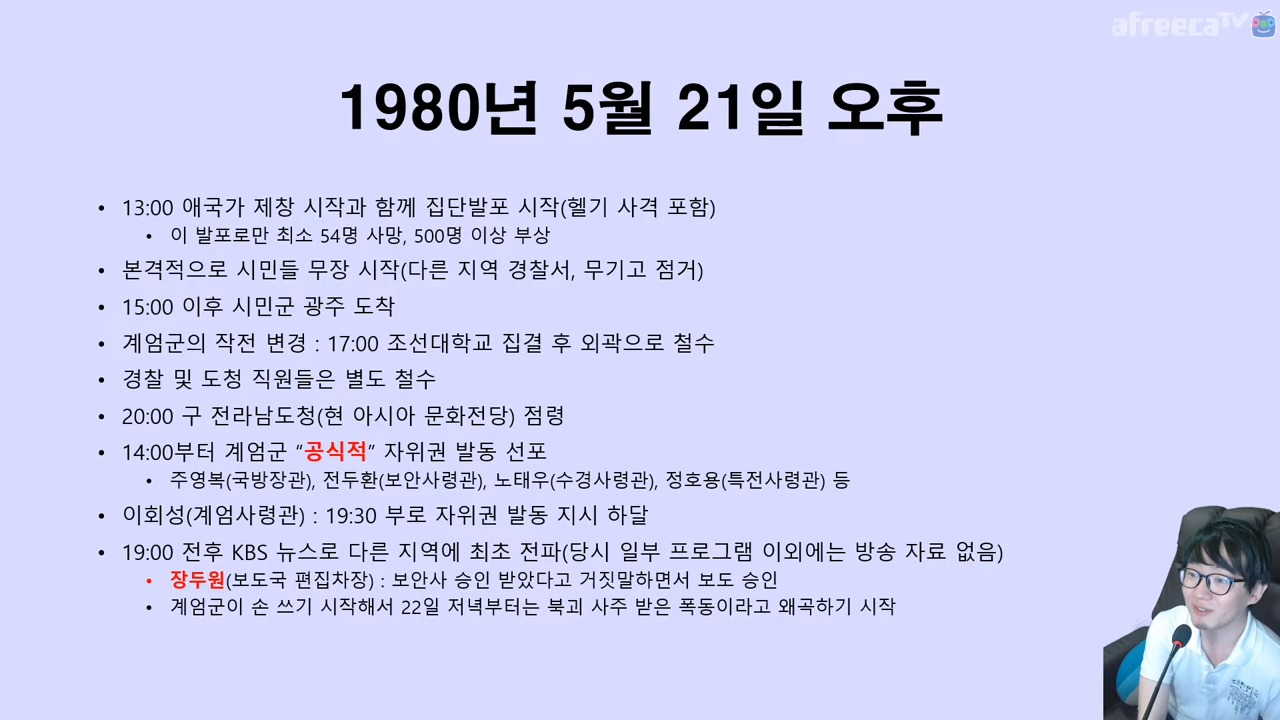 afreecaTV
1980년 5월 21일 오후
• 13:00 애국가 제창 시작과 함께 집단발포 시작(헬기 사격 포함)
• 이 발포로만 최소 54명 사망, 500명 이상 부상
• 본격적으로 시민들 무장 시작(다른 지역 경찰서, 무기고 점거)
• 15:00 이후 시민군 광주 도착
• 계엄군의 작전 변경 : 17:00 조선대학교 집결 후 외곽으로 철수
• 경찰 및 도청 직원들은 별도 철수
• 20:00 구 전라남도청(현 아시아 문화전당) 점령
• 14:00부터 계엄군 “공식적” 자위권 발동 선포
• 주영복(국방장관), 전두환(보안사령관), 노태우(수경사령관), 정호용(특전사령관) 등
• 이회성(계엄사령관) : 19:30 부로 자위권 발동 지시 하달
• 19:00 전후 KBS 뉴스로 다른 지역에 최초 전파(당시 일부 프로그램 이외에는 방송 자료 없음)
• 장두원(보도국 편집차장) : 보안사 승인 받았다고 거짓말하면서 보도 승인
• 계엄군이 손 쓰기 시작해서 22일 저녁부터는 북괴 사주 받은 폭동이라고 왜곡하기 시작